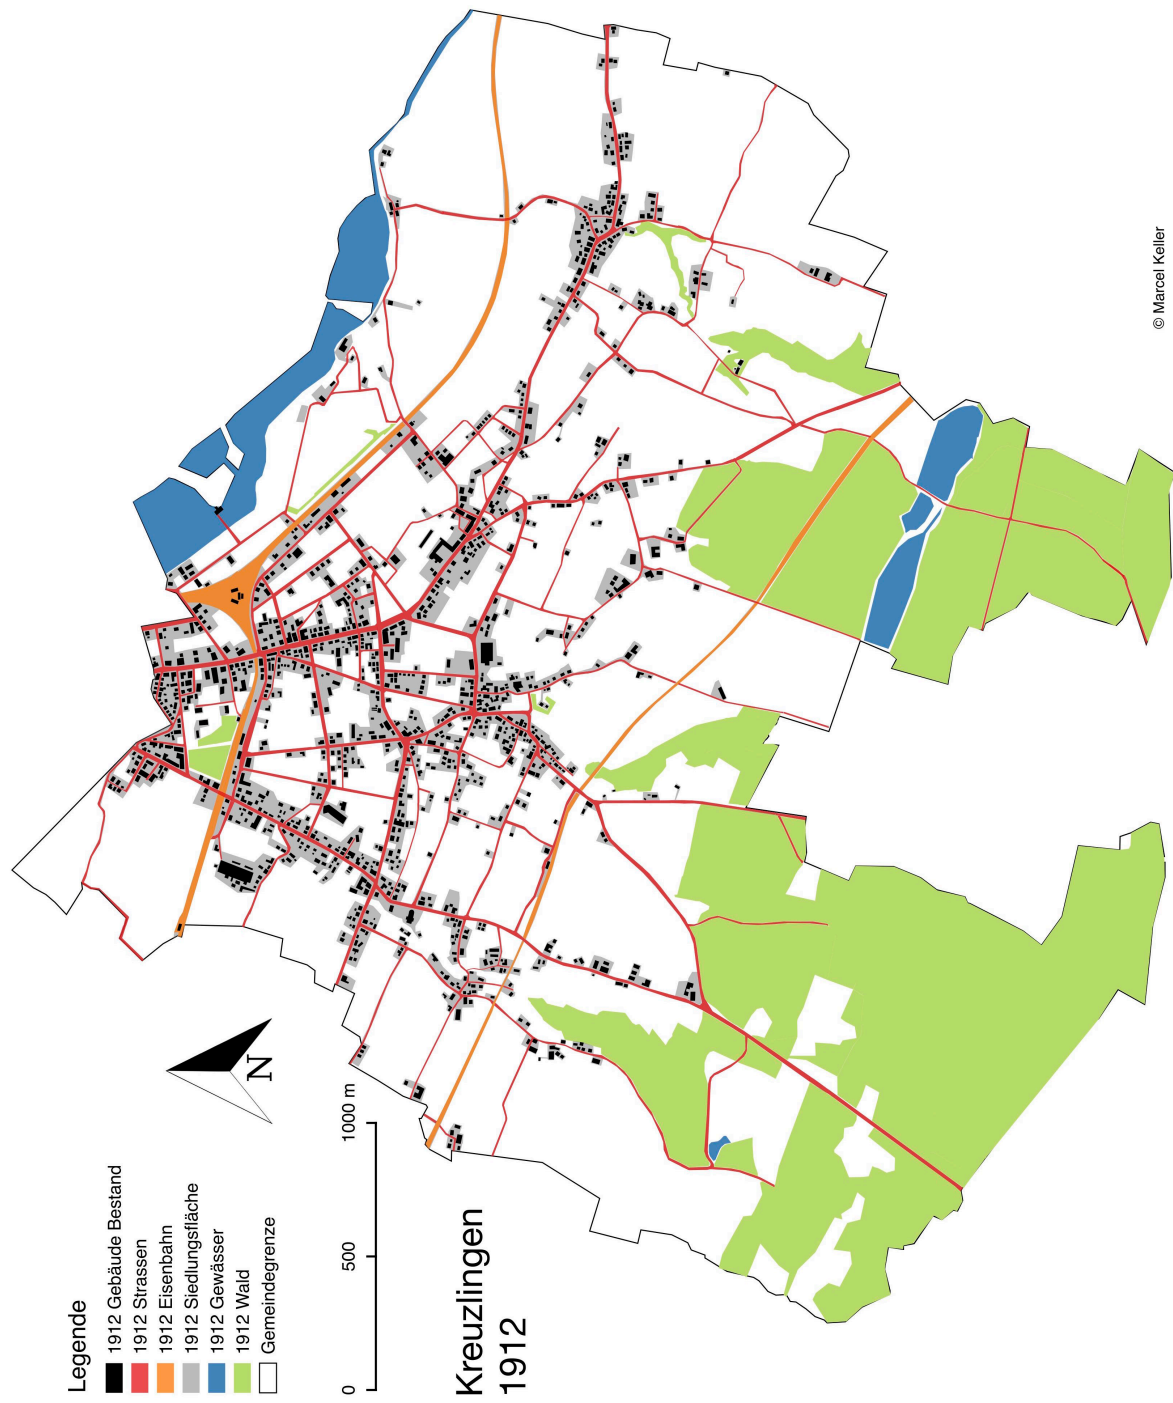 Legende
1912 Gebäude Bestand
1912 Strassen
1912 Eisenbahn
1912 Siedlungsfläche
1912 Gewässer
1912 Wald
Gemeindegrenze
N
0 500 1000 m
Kreuzlingen
1912
© Marcel Keller